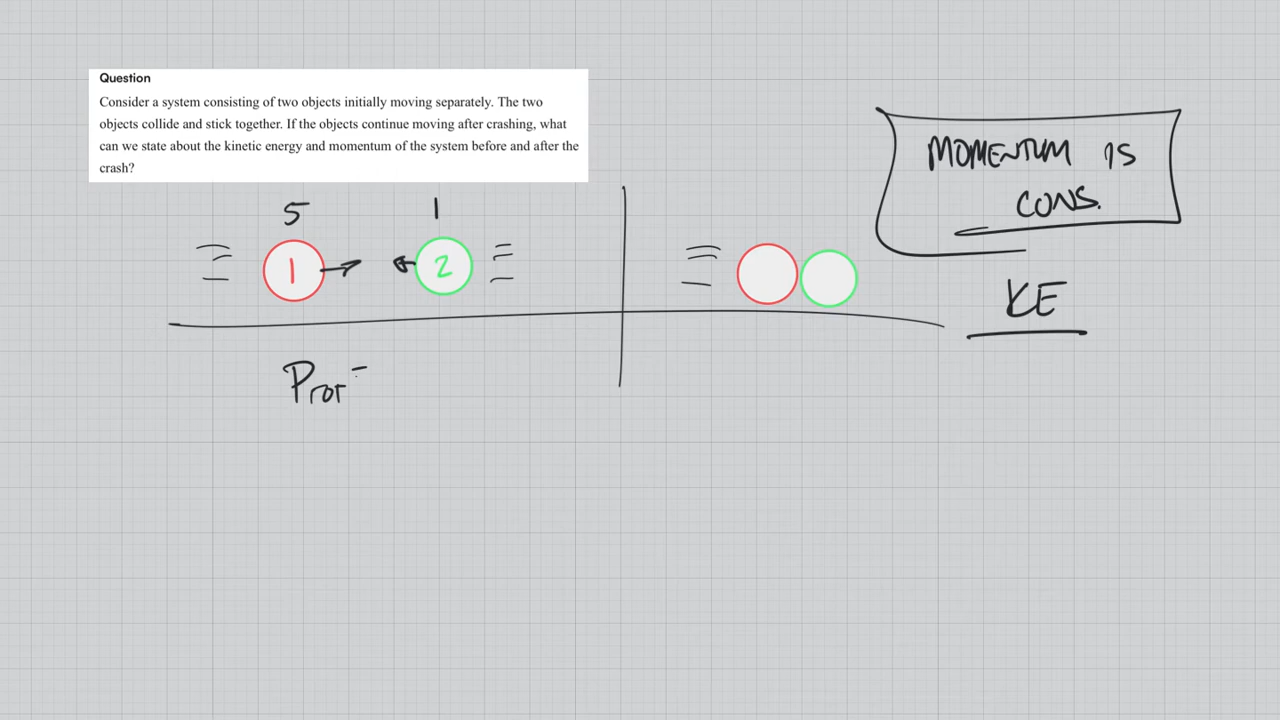 Question
Consider a system consisting of two objects initially moving separately. The two
objects collide and stick together. If the objects continue moving after crashing, what
can we state about the kinetic energy and momentum of the system before and after the
crash?
MOMENTUM IS
CONS.
5 1
1 2
KE
PTOT =